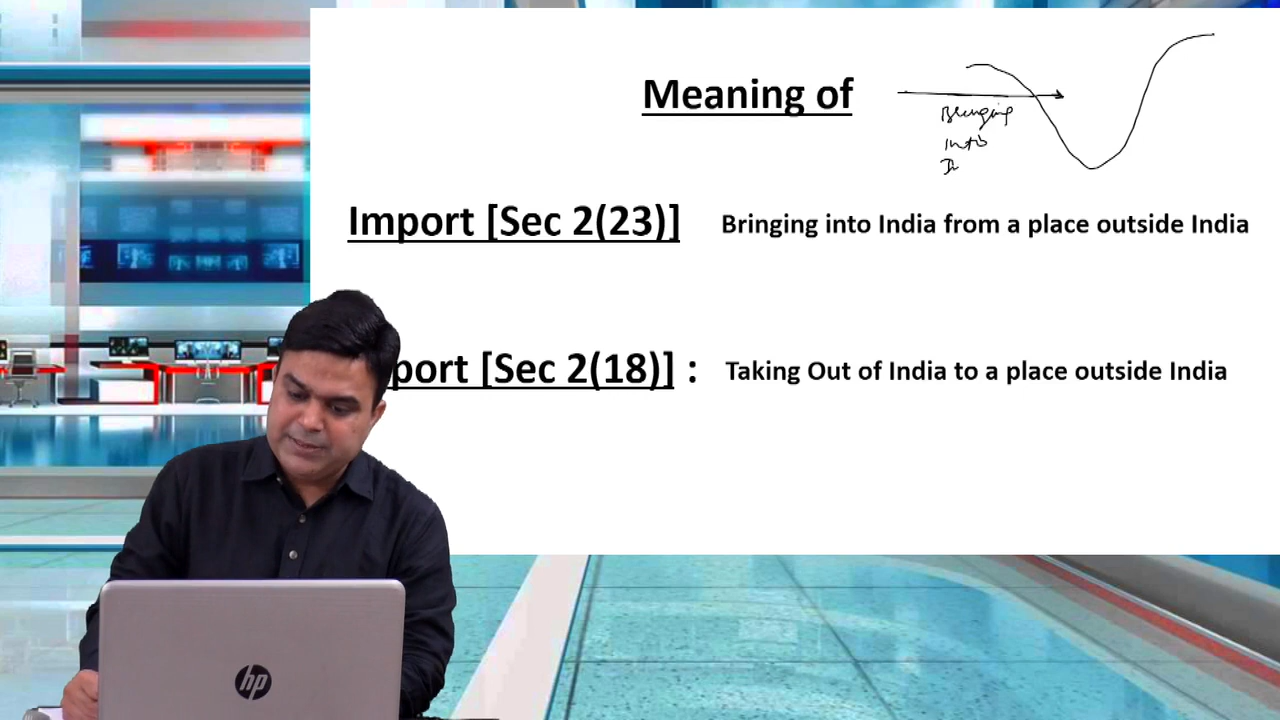 Meaning of
Bringing
into
In
Import [Sec 2(23)] Bringing into India from a place outside India
port [Sec 2(18)] : Taking Out of India to a place outside India
hp